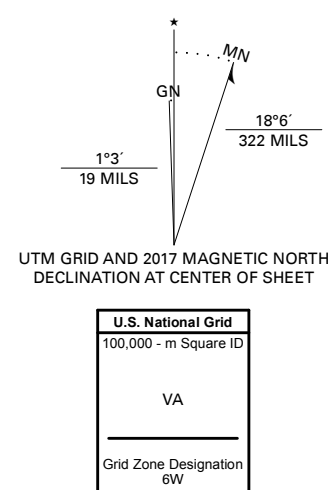 ★
MN
GN
18°6´
322 MILS
1°3´
19 MILS
UTM GRID AND 2017 MAGNETIC NORTH
DECLINATION AT CENTER OF SHEET
U.S. National Grid
100,000 - m Square ID
VA
Grid Zone Designation
6W